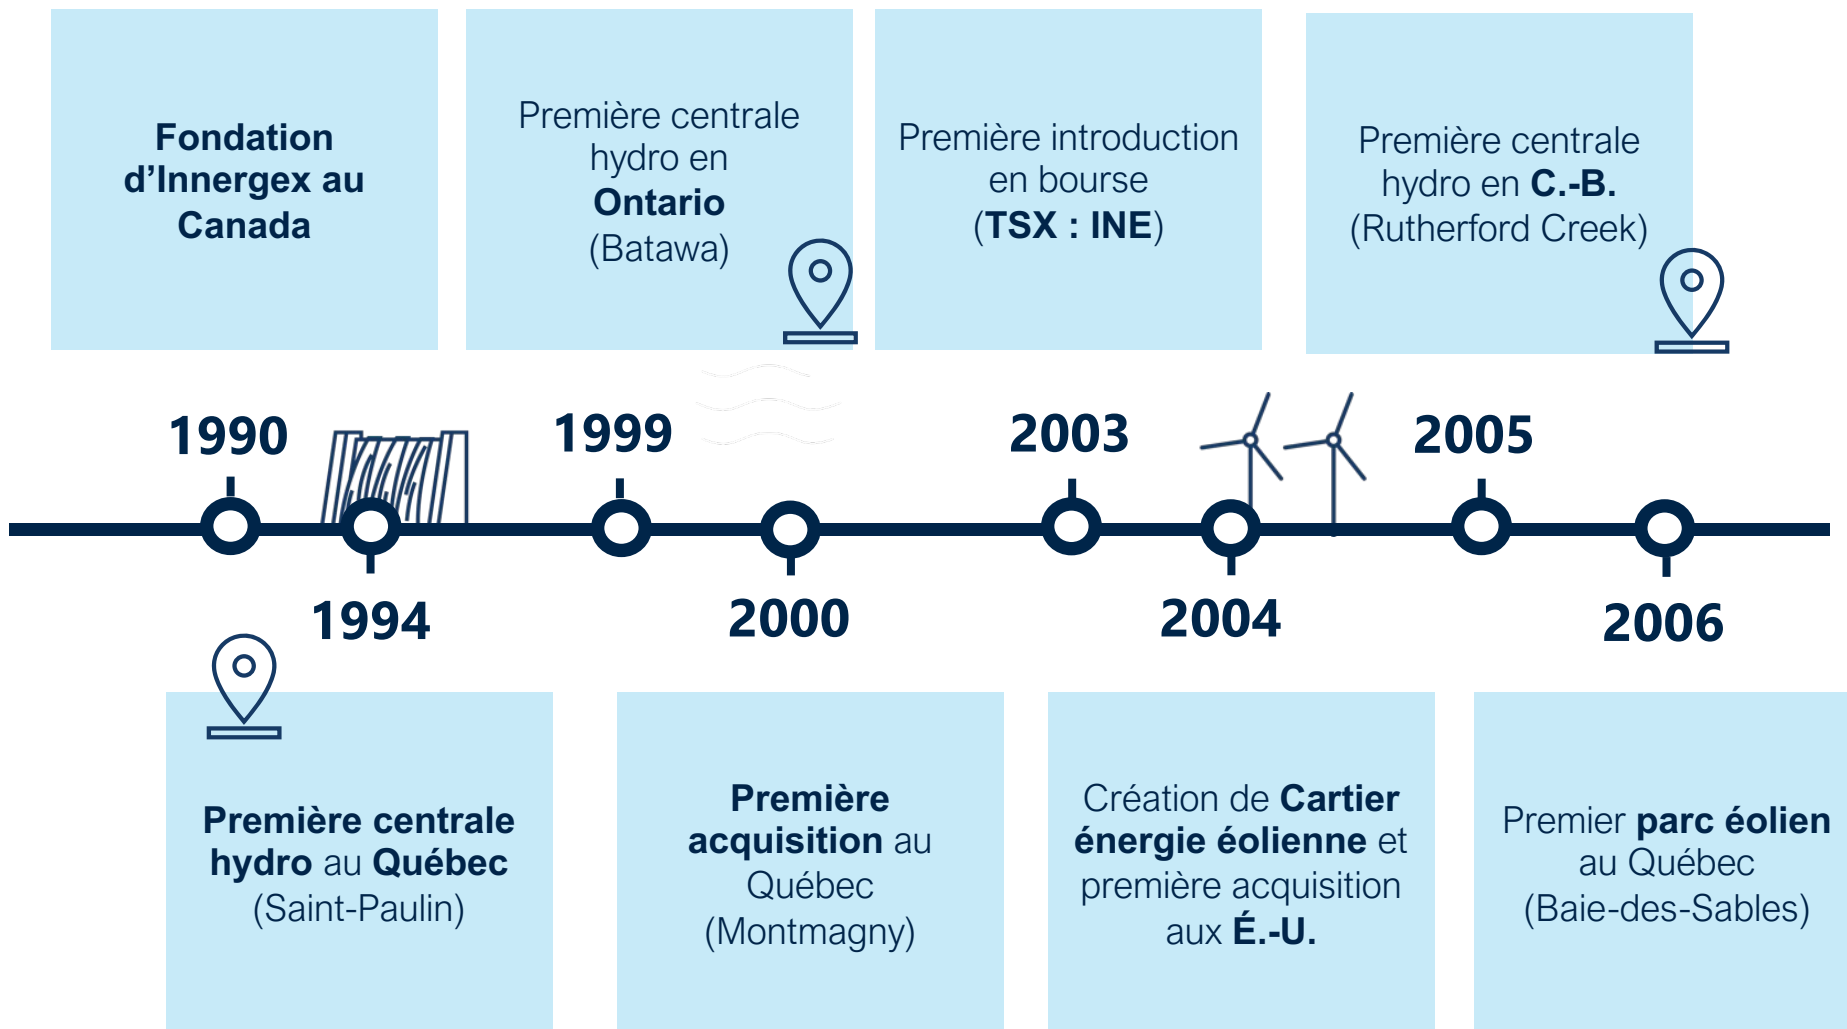 Fondation
d’Innergex au
Canada
Première centrale
hydro en
Ontario
(Batawa)
Première introduction
en bourse
(TSX : INE)
Première centrale
hydro en C.-B.
(Rutherford Creek)
1990
1999
2003
2005
1994
2000
2004
2006
Première centrale
hydro au Québec
(Saint-Paulin)
Première
acquisition au
Québec
(Montmagny)
Création de Cartier
énergie éolienne et
première acquisition
aux É.-U.
Premier parc éolien
au Québec
(Baie-des-Sables)